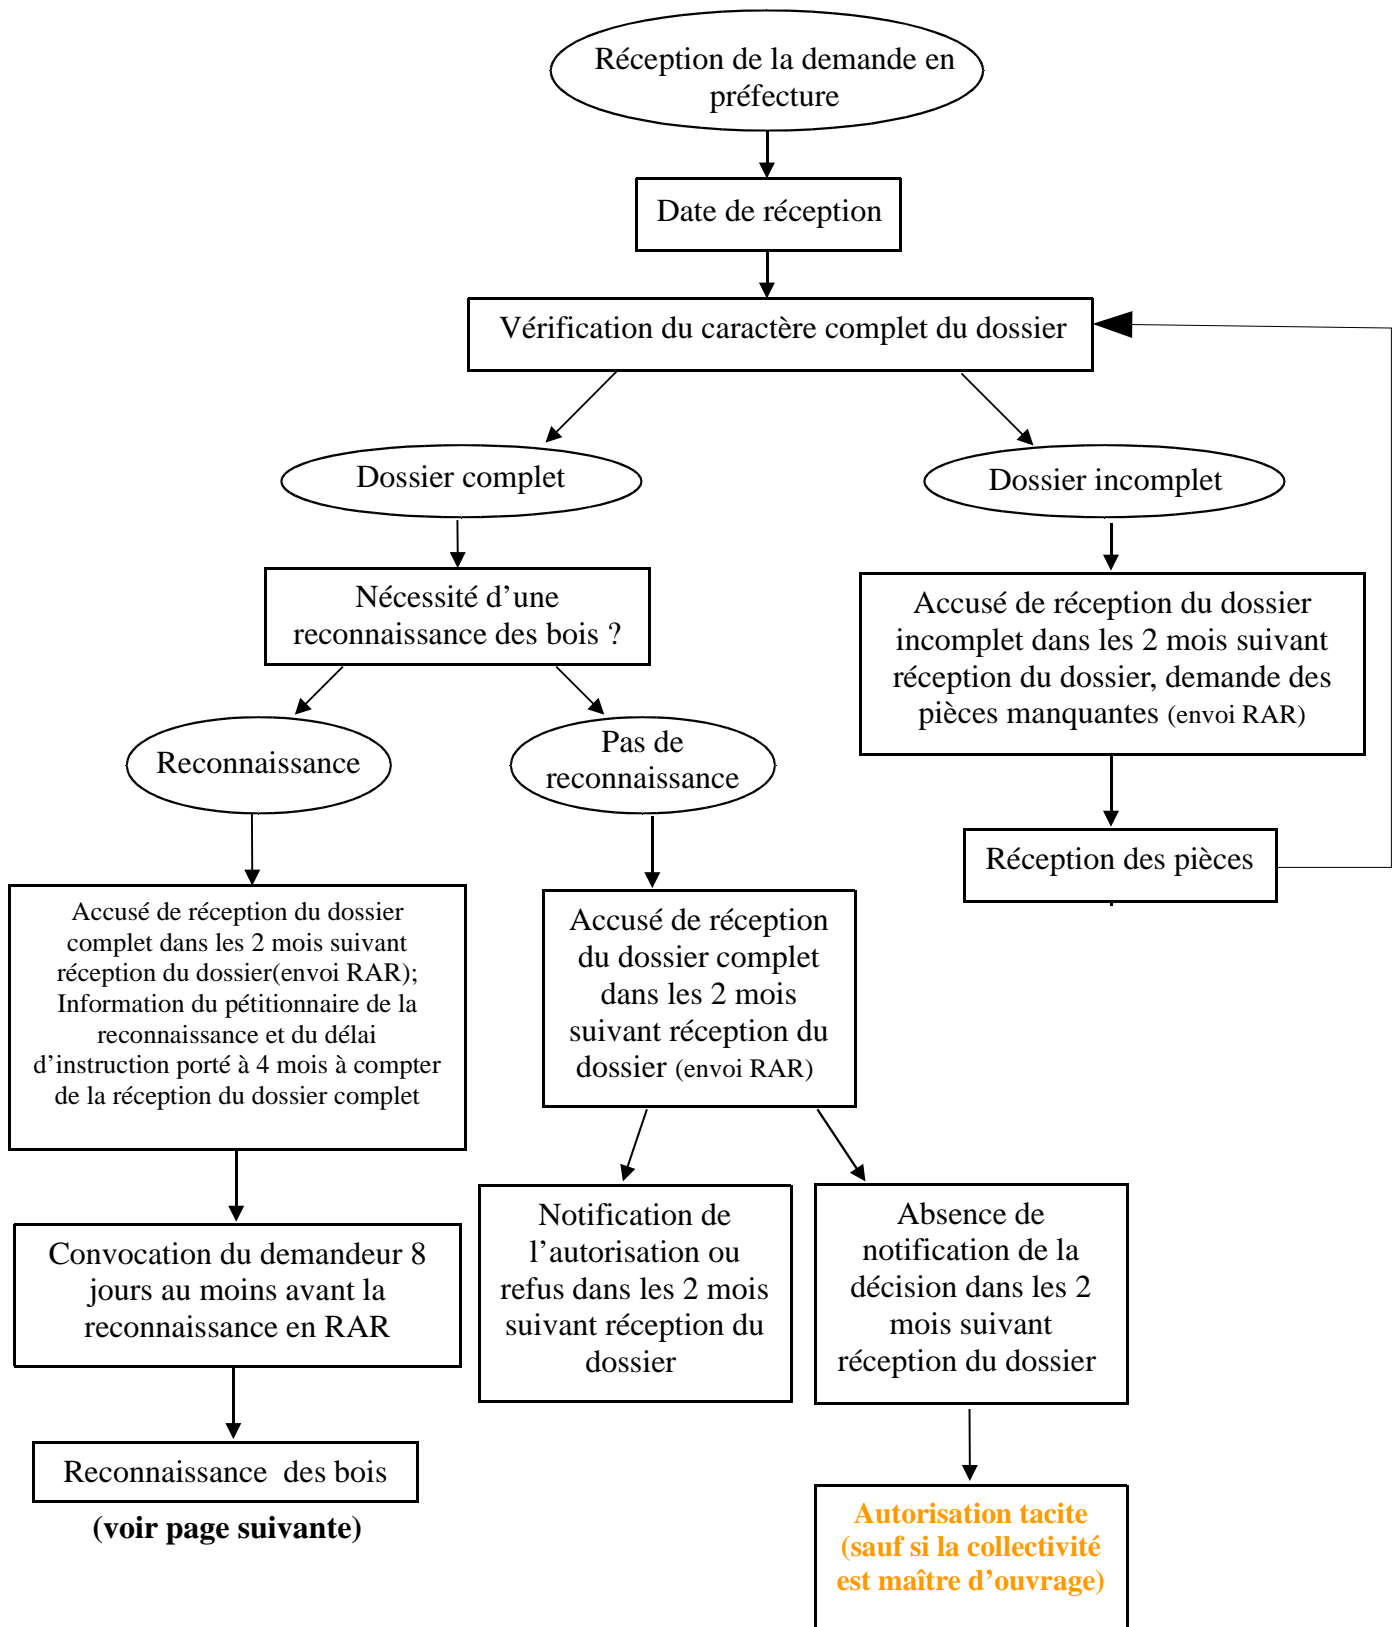 Réception de la demande en
préfecture
Date de réception
Vérification du caractère complet du dossier
Dossier complet
Dossier incomplet
Nécessité d’une
reconnaissance des bois ?
Accusé de réception du dossier
incomplet dans les 2 mois suivant
réception du dossier, demande des
pièces manquantes (envoi RAR)
Reconnaissance
Pas de
reconnaissance
Réception des pièces
Accusé de réception du dossier
complet dans les 2 mois suivant
réception du dossier(envoi RAR);
Information du pétitionnaire de la
reconnaissance et du délai
d’instruction porté à 4 mois à compter
de la réception du dossier complet
Accusé de réception
du dossier complet
dans les 2 mois
suivant réception du
dossier (envoi RAR)
Convocation du demandeur 8
jours au moins avant la
reconnaissance en RAR
Notification de
l’autorisation ou
refus dans les 2 mois
suivant réception du
dossier
Absence de
notification de la
décision dans les 2
mois suivant
réception du dossier
Reconnaissance des bois
(voir page suivante)
Autorisation tacite
(sauf si la collectivité
est maître d’ouvrage)